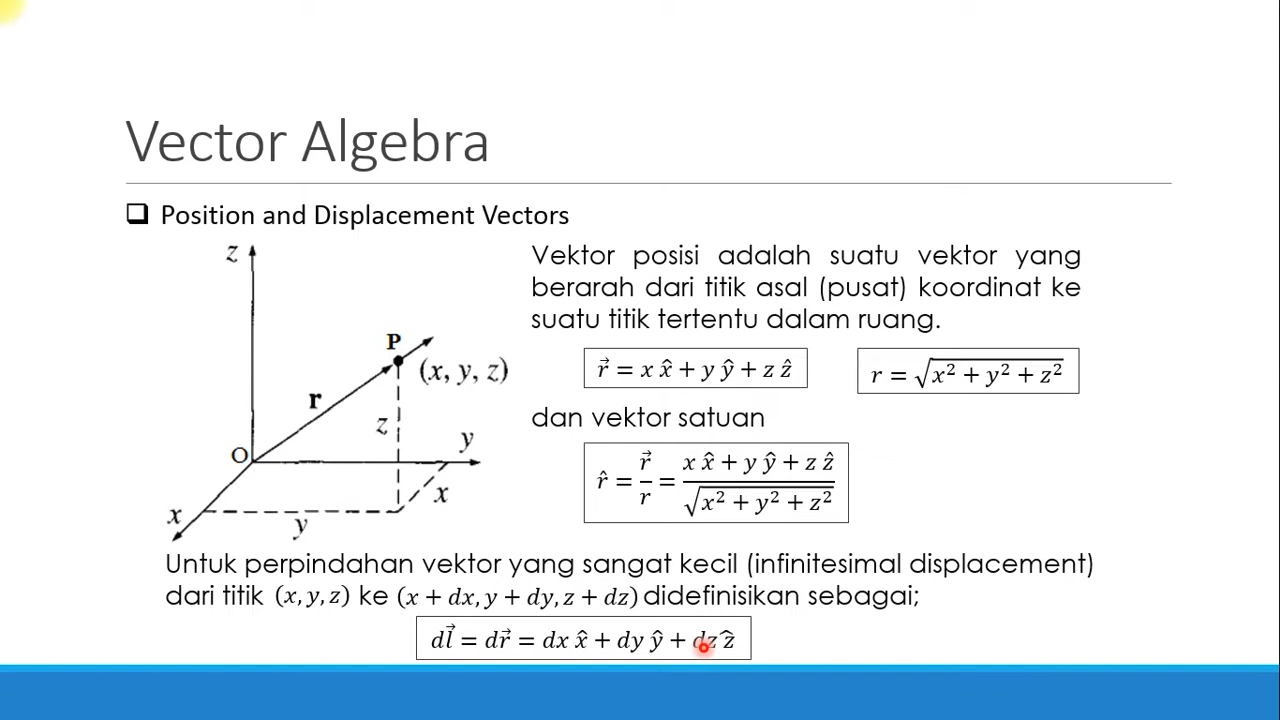 Vector Algebra
❑ Position and Displacement Vectors
z
P
(x, y, z)
r
z
O
y
x
x
y
Vektor posisi adalah suatu vektor yang
berarah dari titik asal (pusat) koordinat ke
suatu titik tertentu dalam ruang.
r⃗ = x x̂ + y ŷ + z ẑ
r = √(x² + y² + z²)
dan vektor satuan
r̂ = r⃗/r = (x x̂ + y ŷ + z ẑ)/√(x² + y² + z²)
Untuk perpindahan vektor yang sangat kecil (infinitesimal displacement)
dari titik (x, y, z) ke (x + dx, y + dy, z + dz) didefinisikan sebagai;
dl⃗ = dr⃗ = dx x̂ + dy ŷ + dz ẑ